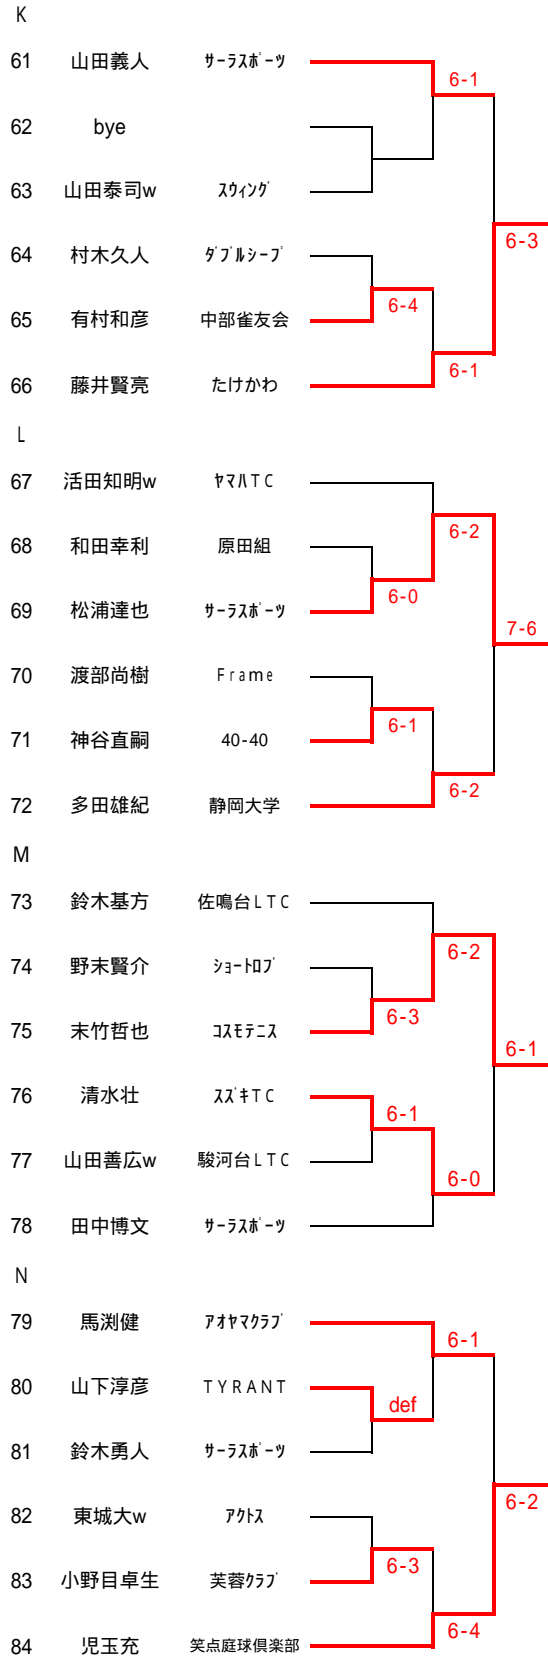 K
61 山田義人 ｻｰﾗｽﾎﾟｰﾂ
6-1
62 bye
63 山田泰司w ｽｳｨﾝｸﾞ
6-3
64 村木久人 ﾀﾞﾌﾞﾙｼｰﾌﾟ
6-4
65 有村和彦 中部雀友会
6-1
66 藤井賢亮 たけかわ
L
67 活田知明w ﾔﾏﾊTC
6-2
68 和田幸利 原田組
6-0
69 松浦達也 ｻｰﾗｽﾎﾟｰﾂ
7-6
70 渡部尚樹 Frame
6-1
71 神谷直嗣 40-40
6-2
72 多田雄紀 静岡大学
M
73 鈴木基方 佐鳴台LTC
6-2
74 野末賢介 ｼｮｰﾄﾛﾌﾞ
6-3
75 末竹哲也 ｺｽﾓﾃﾆｽ
6-1
76 清水壮 ｽｽﾞｷTC
6-1
77 山田善広w 駿河台LTC
6-0
78 田中博文 ｻｰﾗｽﾎﾟｰﾂ
N
79 馬渕健 ｱｵﾔﾏｸﾗﾌﾞ
6-1
80 山下淳彦 TYRANT
def
81 鈴木勇人 ｻｰﾗｽﾎﾟｰﾂ
6-2
82 東城大w ｱｸﾄｽ
6-3
83 小野目卓生 芙蓉ｸﾗﾌﾞ
6-4
84 児玉充 笑点庭球倶楽部